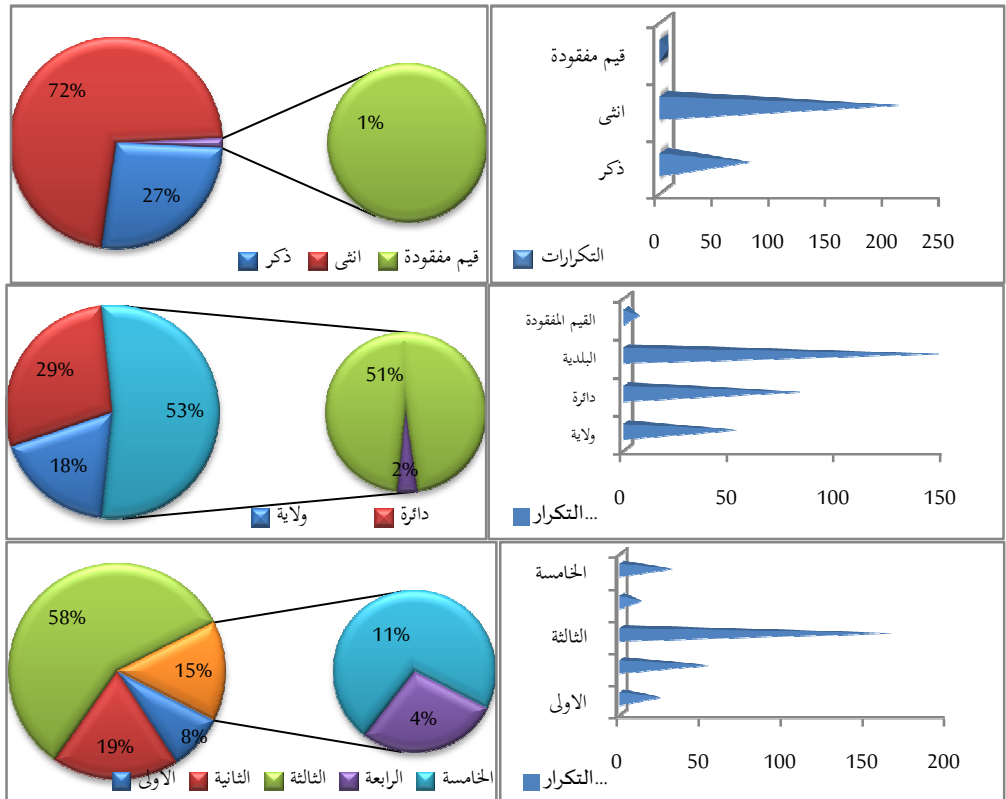 72%
27%
1%
ذكر انثى قيم مفقودة
قيم مفقودة
انثى
ذكر
0 50 100 150 200 250
التكرارات
29%
53%
18%
51%
2%
ولاية دائرة
القيم المفقودة
البلدية
دائرة
ولاية
0 50 100 150
التكرار...
58%
15%
8%
19%
11%
4%
الاولى الثانية الثالثة الرابعة الخامسة
الخامسة
الثالثة
الاولى
0 50 100 150 200
التكرار...